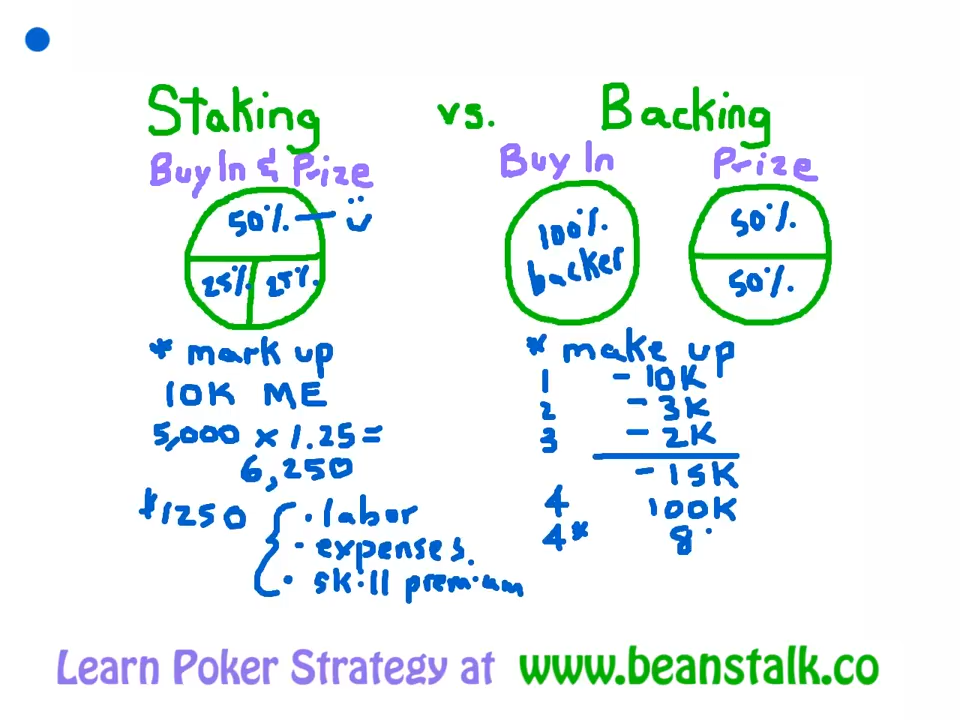 Staking vs. Backing
Buy In & Prize
Buy In Prize
50%
25% 25%
100%
backer
50%
50%
* mark up
10K ME
5,000 x 1.25 =
6,250
$1250
· labor
- expenses.
· skill premium
* make up
1 - 10K
2 - 3K
3 - 2K
- 15K
4 100K
4* 8
Learn Poker Strategy at www.beanstalk.co